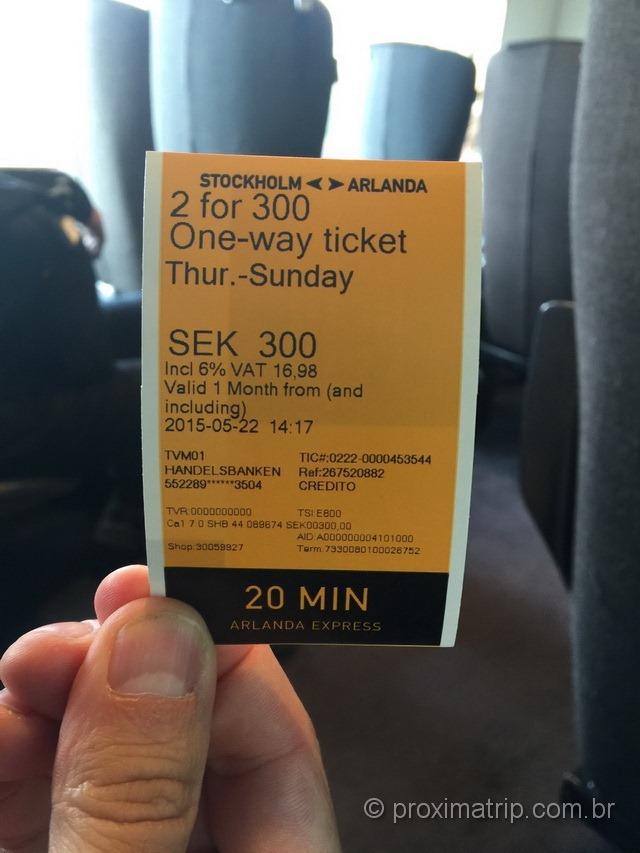 STOCKHOLM ARLANDA
2 for 300
One-way ticket
Thur.-Sunday
SEK 300
Incl 6% VAT 16,98
Valid 1 Month from (and
including)
2015-05-22 14:17
TVM01 TIC#:0222-0000453544
HANDELSBANKEN Ref:267520882
552289******3504 CREDITO
TVR:0000000000 TSI:E800
Ca1 7 0 SHB 44 089674 SEK00300,00
AID:A000000004101000
Shop:30059927 Term:7330080100026752
20 MIN
ARLANDA EXPRESS
© proximatrip.com.br